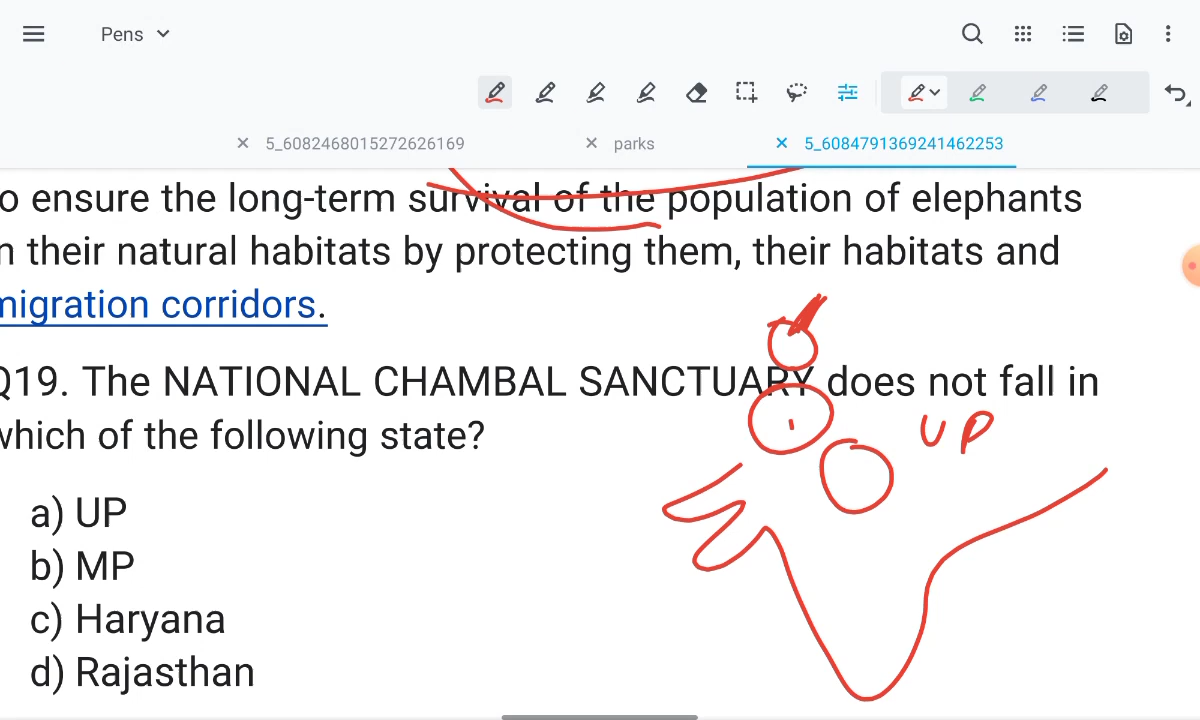 Pens
5_6082468015272626169
parks
5_6084791369241462253
o ensure the long-term survival of the population of elephants
n their natural habitats by protecting them, their habitats and
migration corridors.
Q19. The NATIONAL CHAMBAL SANCTUARY does not fall in
which of the following state?
UP
a) UP
b) MP
c) Haryana
d) Rajasthan